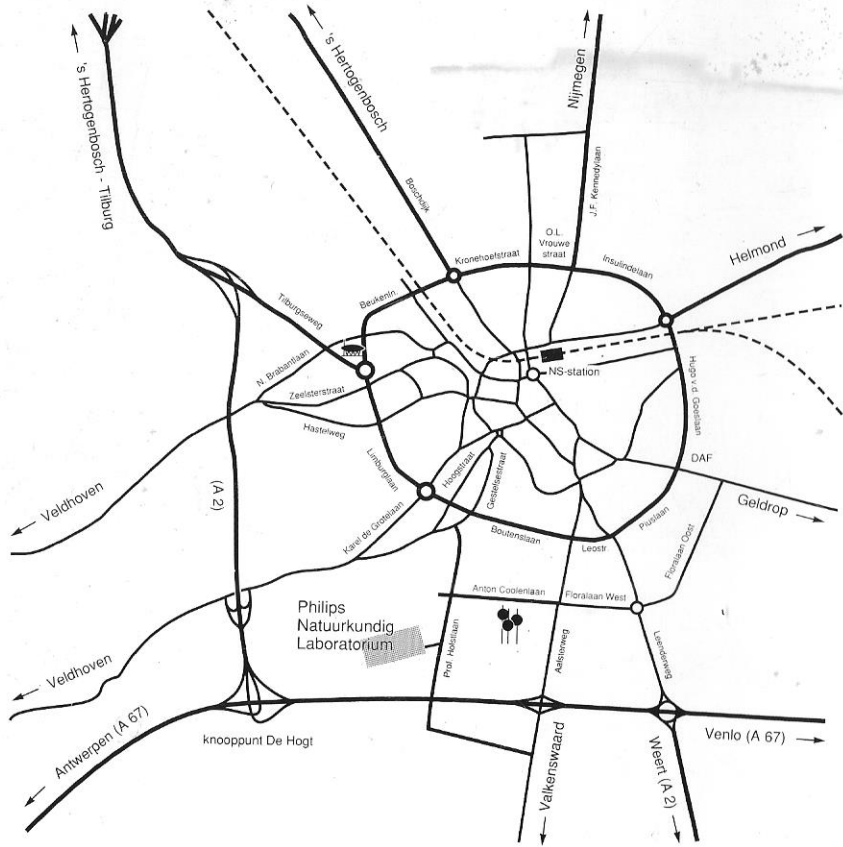 's Hertogenbosch - Tilburg
's Hertogenbosch
Nijmegen
Boschdijk
J.F. Kennedylaan
O.L.
Vrouwe
straat
Kronehoefstraat
Insulindelaan
Helmond
Beukenln.
Tilburgseweg
N. Brabantlaan
NS-station
Zeelsterstraat
Hastelweg
Hugo v.d. Goeslaan
Limburglaan
Hoogstraat
Gestelsestraat
DAF
(A 2)
Veldhoven
Geldrop
Karel de Grotelaan
Boutenslaan
Leostr.
Piuslaan
Floralaan Oost
Anton Coolenlaan
Floralaan West
Philips
Natuurkundig
Laboratorium
Prof. Holstlaan
Aalsterweg
Leenderweg
Veldhoven
Antwerpen (A 67)
knooppunt De Hogt
Venlo (A 67)
Valkenswaard
Weert (A 2)